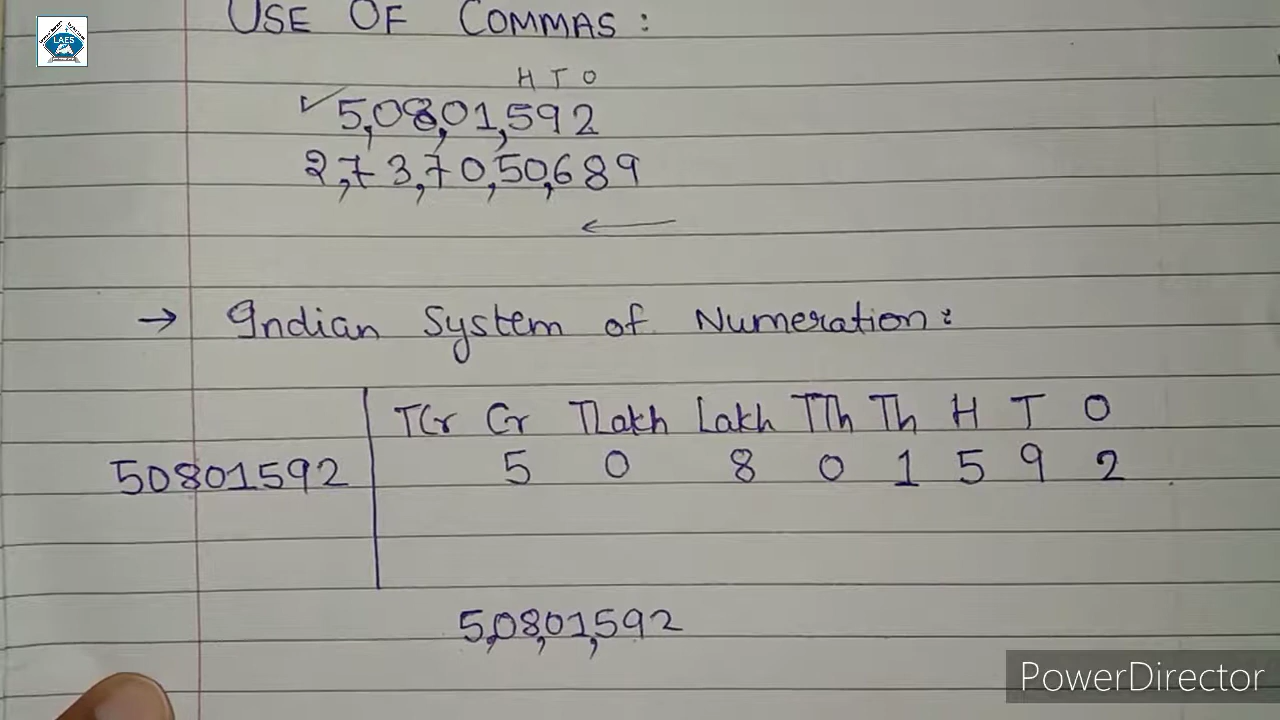 USE OF COMMAS :
LAES
H T O
✓5,08,01,592
2,73,70,50,689
←
→ Indian System of Numeration :
TCr Cr TLakh Lakh TTh Th H T O
50801592 5 0 8 0 1 5 9 2
5,08,01,592
PowerDirector